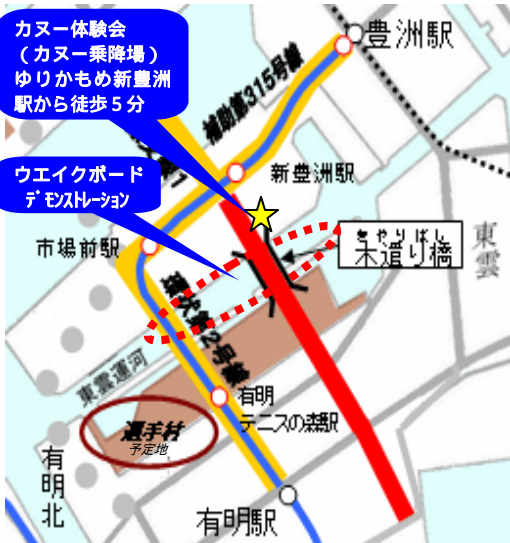 カヌー体験会
（カヌー乗降場）
ゆりかもめ新豊洲
駅から徒歩５分
豊洲駅
補助第315号線
ウエイクボード
デモンストレーション
新豊洲駅
市場前駅
きやりばし
木遣り橋
東雲
環状第2号線
東雲運河
有明
テニスの森駅
選手村
予定地
有明北
有明駅